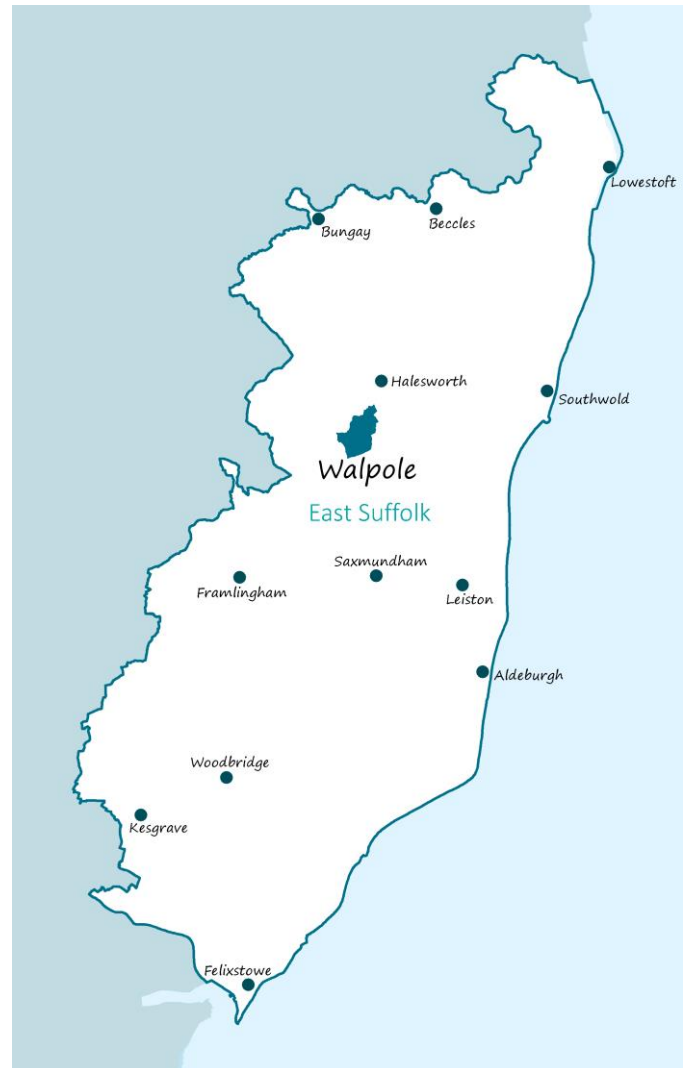 Lowestoft
Beccles
Bungay
Halesworth
Southwold
Walpole
East Suffolk
Saxmundham
Framlingham
Leiston
Aldeburgh
Woodbridge
Kesgrave
Felixstowe